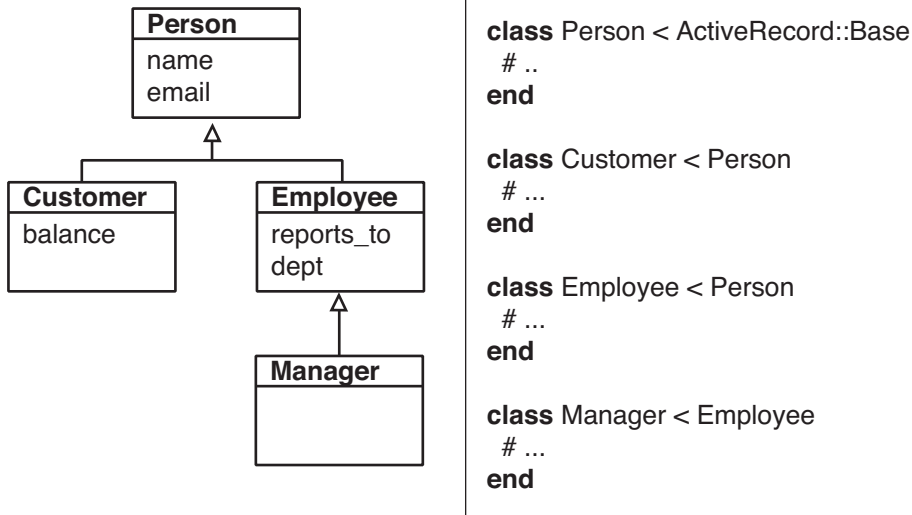 Person
name
email
Customer
balance
Employee
reports_to
dept
Manager
class Person < ActiveRecord::Base
# ..
end
class Customer < Person
# ...
end
class Employee < Person
# ...
end
class Manager < Employee
# ...
end